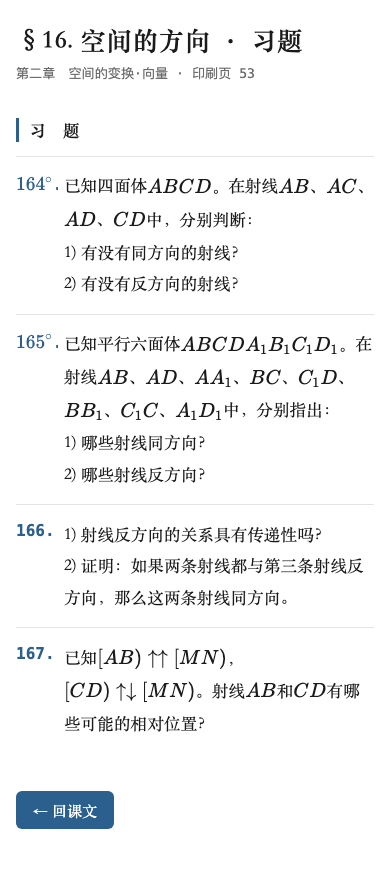 §16. 空间的方向 · 习题
第二章 空间的变换·向量 · 印刷页 53
习 题
164°. 已知四面体ABCD。在射线AB、AC、
AD、CD中，分别判断：
1) 有没有同方向的射线?
2) 有没有反方向的射线?
165°. 已知平行六面体ABCDA₁B₁C₁D₁。在
射线AB、AD、AA₁、BC、C₁D、
BB₁、C₁C、A₁D₁中，分别指出：
1) 哪些射线同方向?
2) 哪些射线反方向?
166. 1) 射线反方向的关系具有传递性吗?
2) 证明：如果两条射线都与第三条射线反
方向，那么这两条射线同方向。
167. 已知[AB) ↑↑ [MN)，
[CD) ↑↓ [MN)。射线AB和CD有哪
些可能的相对位置?
← 回课文